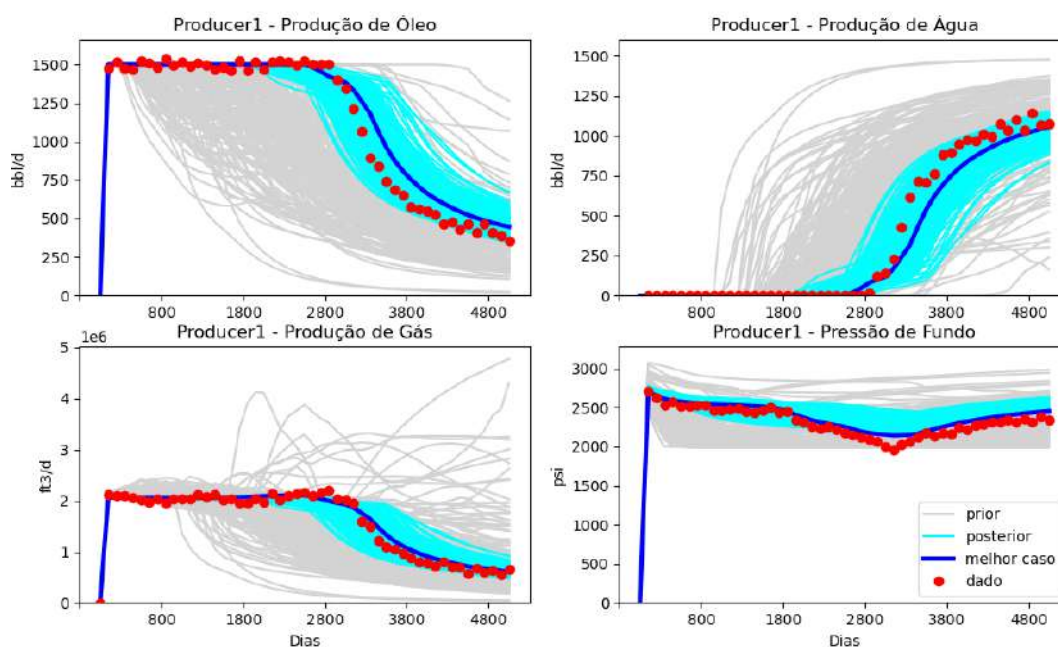 Producer1 - Produção de Óleo
1500
1250
1000
750
500
250
0
bbl/d
800 1800 2800 3800 4800
Producer1 - Produção de Água
1500
1250
1000
750
500
250
0
bbl/d
800 1800 2800 3800 4800
Producer1 - Produção de Gás
1e6
5
4
3
2
1
0
ft3/d
800 1800 2800 3800 4800
Dias
Producer1 - Pressão de Fundo
3000
2500
2000
1500
1000
500
0
psi
800 1800 2800 3800 4800
Dias
prior
posterior
melhor caso
dado